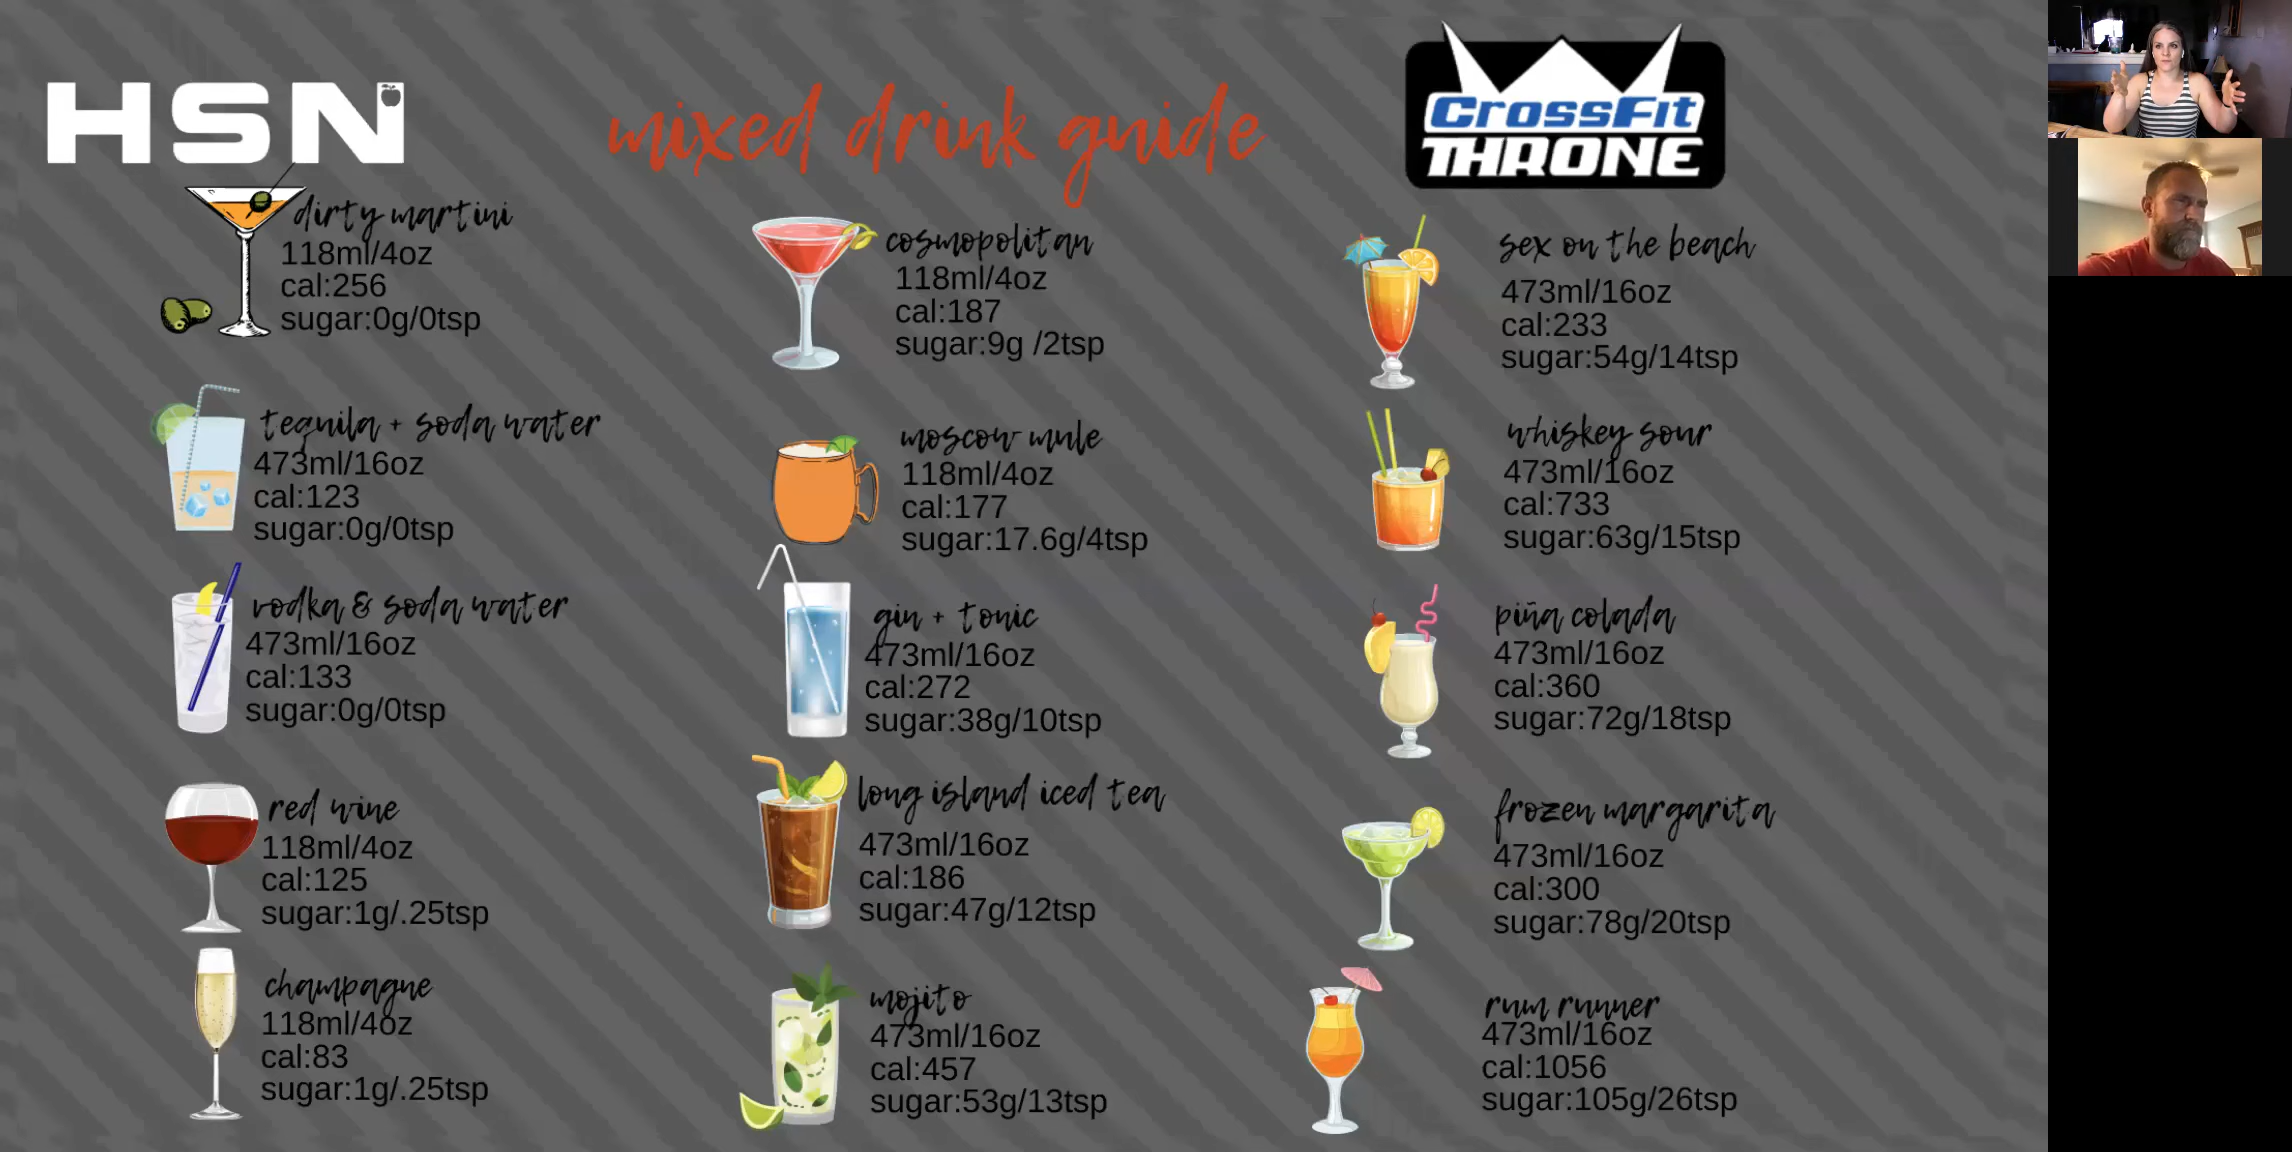 HSN
mixed drink guide
CrossFit
THRONE
dirty martini
118ml/4oz
cal:256
sugar:0g/0tsp
tequila + soda water
473ml/16oz
cal:123
sugar:0g/0tsp
vodka & soda water
473ml/16oz
cal:133
sugar:0g/0tsp
red wine
118ml/4oz
cal:125
sugar:1g/.25tsp
champagne
118ml/4oz
cal:83
sugar:1g/.25tsp
cosmopolitan
118ml/4oz
cal:187
sugar:9g /2tsp
moscow mule
118ml/4oz
cal:177
sugar:17.6g/4tsp
gin + tonic
473ml/16oz
cal:272
sugar:38g/10tsp
long island iced tea
473ml/16oz
cal:186
sugar:47g/12tsp
mojito
473ml/16oz
cal:457
sugar:53g/13tsp
sex on the beach
473ml/16oz
cal:233
sugar:54g/14tsp
whiskey sour
473ml/16oz
cal:733
sugar:63g/15tsp
piña colada
473ml/16oz
cal:360
sugar:72g/18tsp
frozen margarita
473ml/16oz
cal:300
sugar:78g/20tsp
rum runner
473ml/16oz
cal:1056
sugar:105g/26tsp